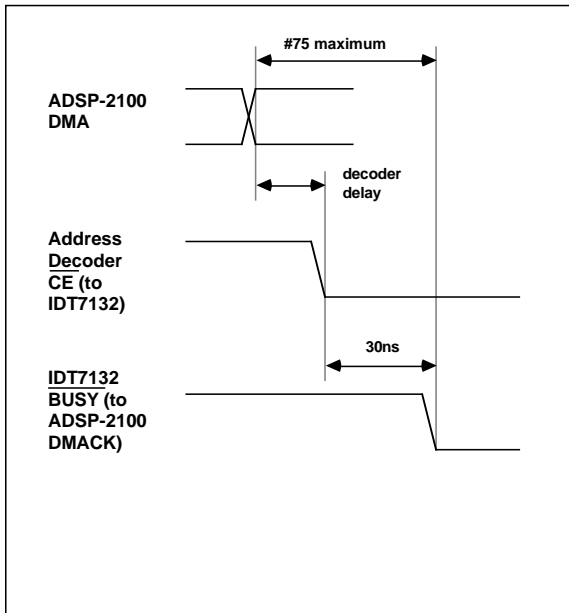 #75 maximum
ADSP-2100
DMA
decoder
delay
Address
Decoder
CE (to
IDT7132)
30ns
IDT7132
BUSY (to
ADSP-2100
DMACK)